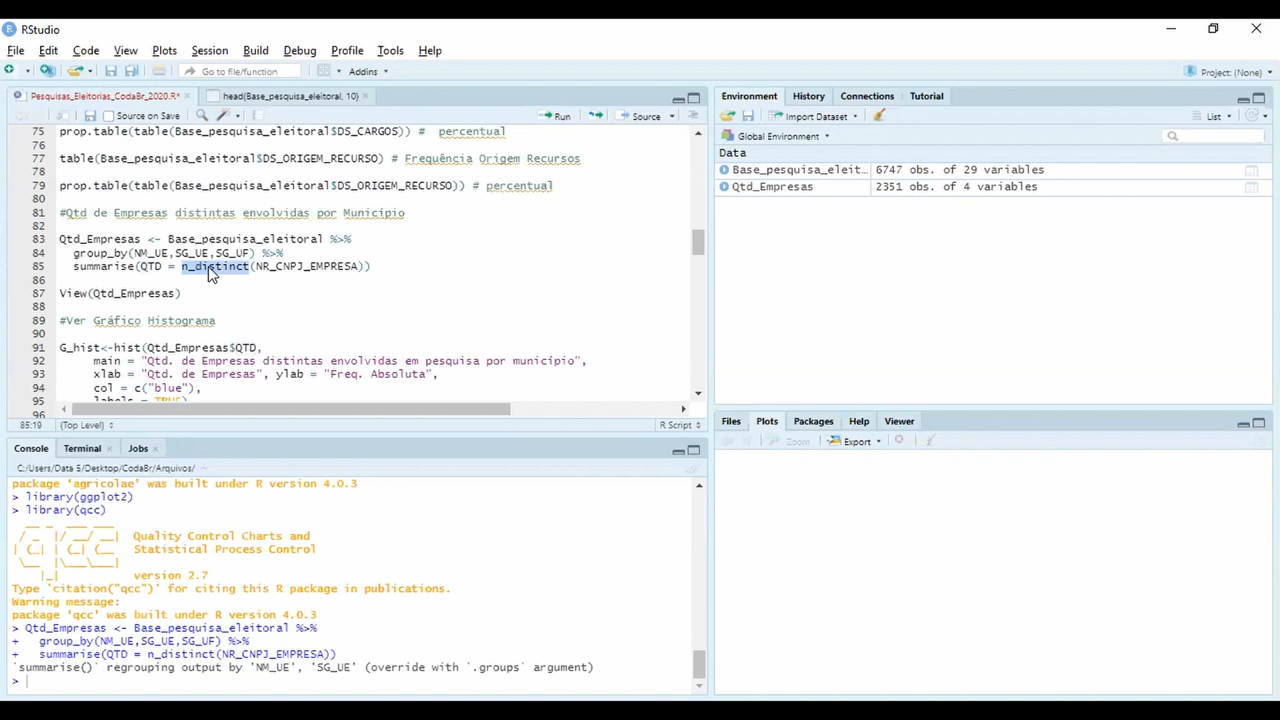 RStudio
File Edit Code View Plots Session Build Debug Profile Tools Help
Go to file/function Addins Project: (None)
Pesquisas_Eleitorias_CodaBr_2020.R* head(Base_pesquisa_eleitoral, 10)
Source on Save Run Source
75 prop.table(table(Base_pesquisa_eleitoral$DS_CARGOS)) # percentual
76
77 table(Base_pesquisa_eleitoral$DS_ORIGEM_RECURSO) # Frequência Origem Recursos
78
79 prop.table(table(Base_pesquisa_eleitoral$DS_ORIGEM_RECURSO)) # percentual
80
81 #Qtd de Empresas distintas envolvidas por Município
82
83 Qtd_Empresas <- Base_pesquisa_eleitoral %>%
84 group_by(NM_UE,SG_UE,SG_UF) %>%
85 summarise(QTD = n_distinct(NR_CNPJ_EMPRESA))
86
87 View(Qtd_Empresas)
88
89 #Ver Gráfico Histograma
90
91 G_hist<-hist(Qtd_Empresas$QTD,
92 main = "Qtd. de Empresas distintas envolvidas em pesquisa por município",
93 xlab = "Qtd. de Empresas", ylab = "Freq. Absoluta",
94 col = c("blue"),
95 labels = TRUE)
96
85:19 (Top Level) R Script
Console Terminal Jobs
C:/Users/Data 5/Desktop/CodaBr/Arquivos/
package 'agricolae' was built under R version 4.0.3
> library(ggplot2)
> library(qcc)
Quality Control Charts and
Statistical Process Control
version 2.7
Type 'citation("qcc")' for citing this R package in publications.
Warning message:
package 'qcc' was built under R version 4.0.3
> Qtd_Empresas <- Base_pesquisa_eleitoral %>%
+ group_by(NM_UE,SG_UE,SG_UF) %>%
+ summarise(QTD = n_distinct(NR_CNPJ_EMPRESA))
`summarise()` regrouping output by 'NM_UE', 'SG_UE' (override with `.groups` argument)
>
Environment History Connections Tutorial
Import Dataset List
Global Environment
Data
Base_pesquisa_eleit… 6747 obs. of 29 variables
Qtd_Empresas 2351 obs. of 4 variables
Files Plots Packages Help Viewer
Zoom Export